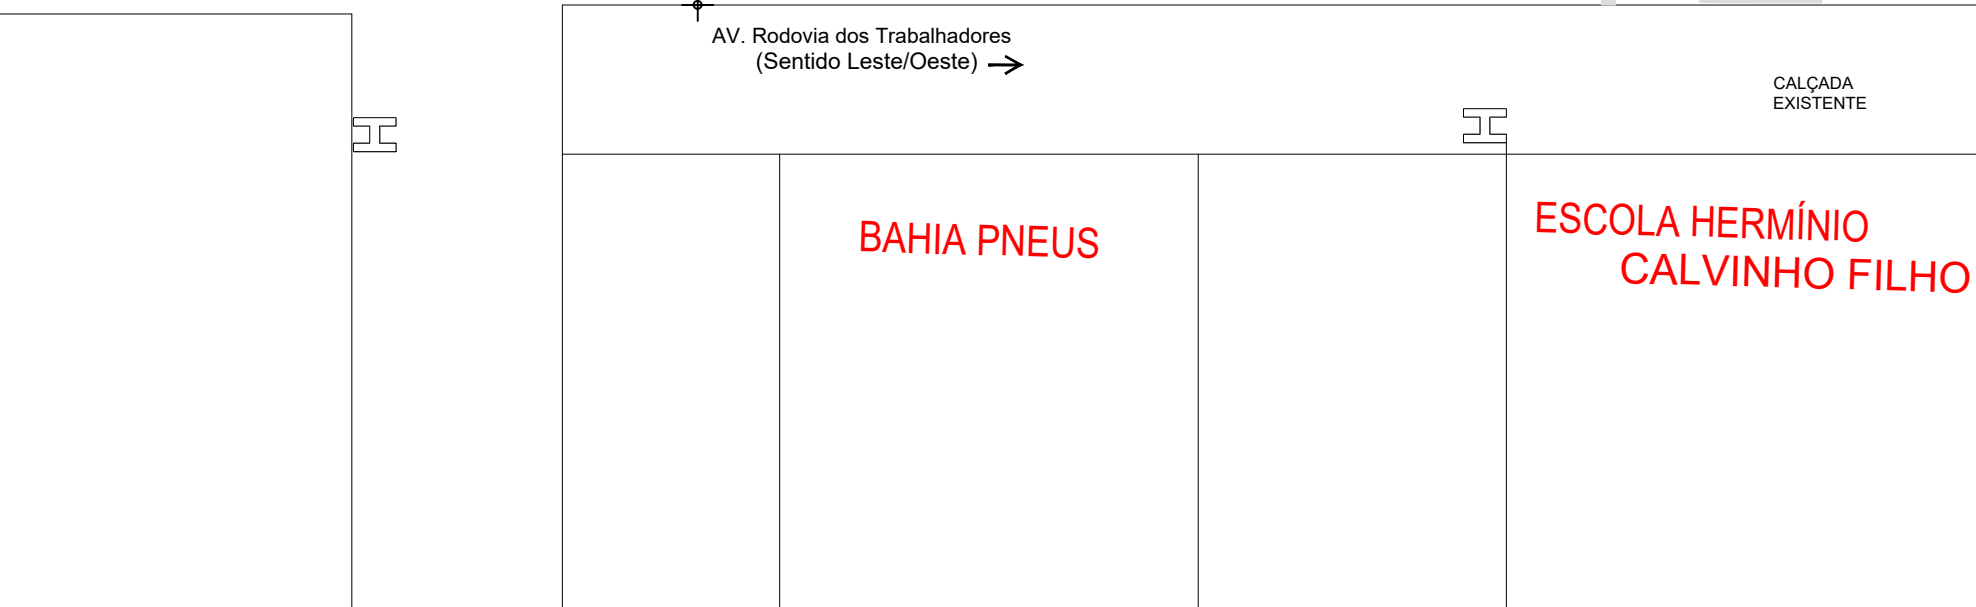 AV. Rodovia dos Trabalhadores
(Sentido Leste/Oeste)
CALÇADA
EXISTENTE
BAHIA PNEUS
ESCOLA HERMÍNIO
CALVINHO FILHO